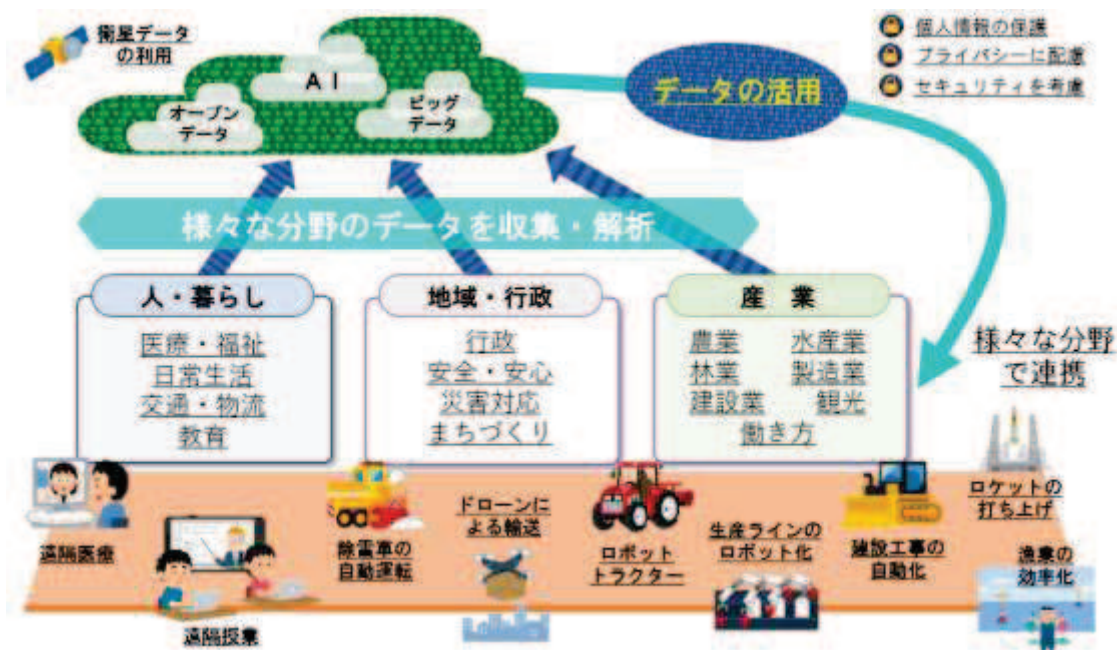 衛星データ
の利用
AI
オープン
データ
ビッグ
データ
データの活用
個人情報の保護
プライバシーに配慮
セキュリティを考慮
様々な分野のデータを収集・解析
人・暮らし
医療・福祉
日常生活
交通・物流
教育
地域・行政
行政
安全・安心
災害対応
まちづくり
産 業
農業 水産業
林業 製造業
建設業 観光
働き方
様々な分野
で連携
遠隔医療
遠隔授業
除雪車の
自動運転
ドローンに
よる輸送
ロボット
トラクター
生産ラインの
ロボット化
建設工事の
自動化
ロケットの
打ち上げ
漁業の
効率化